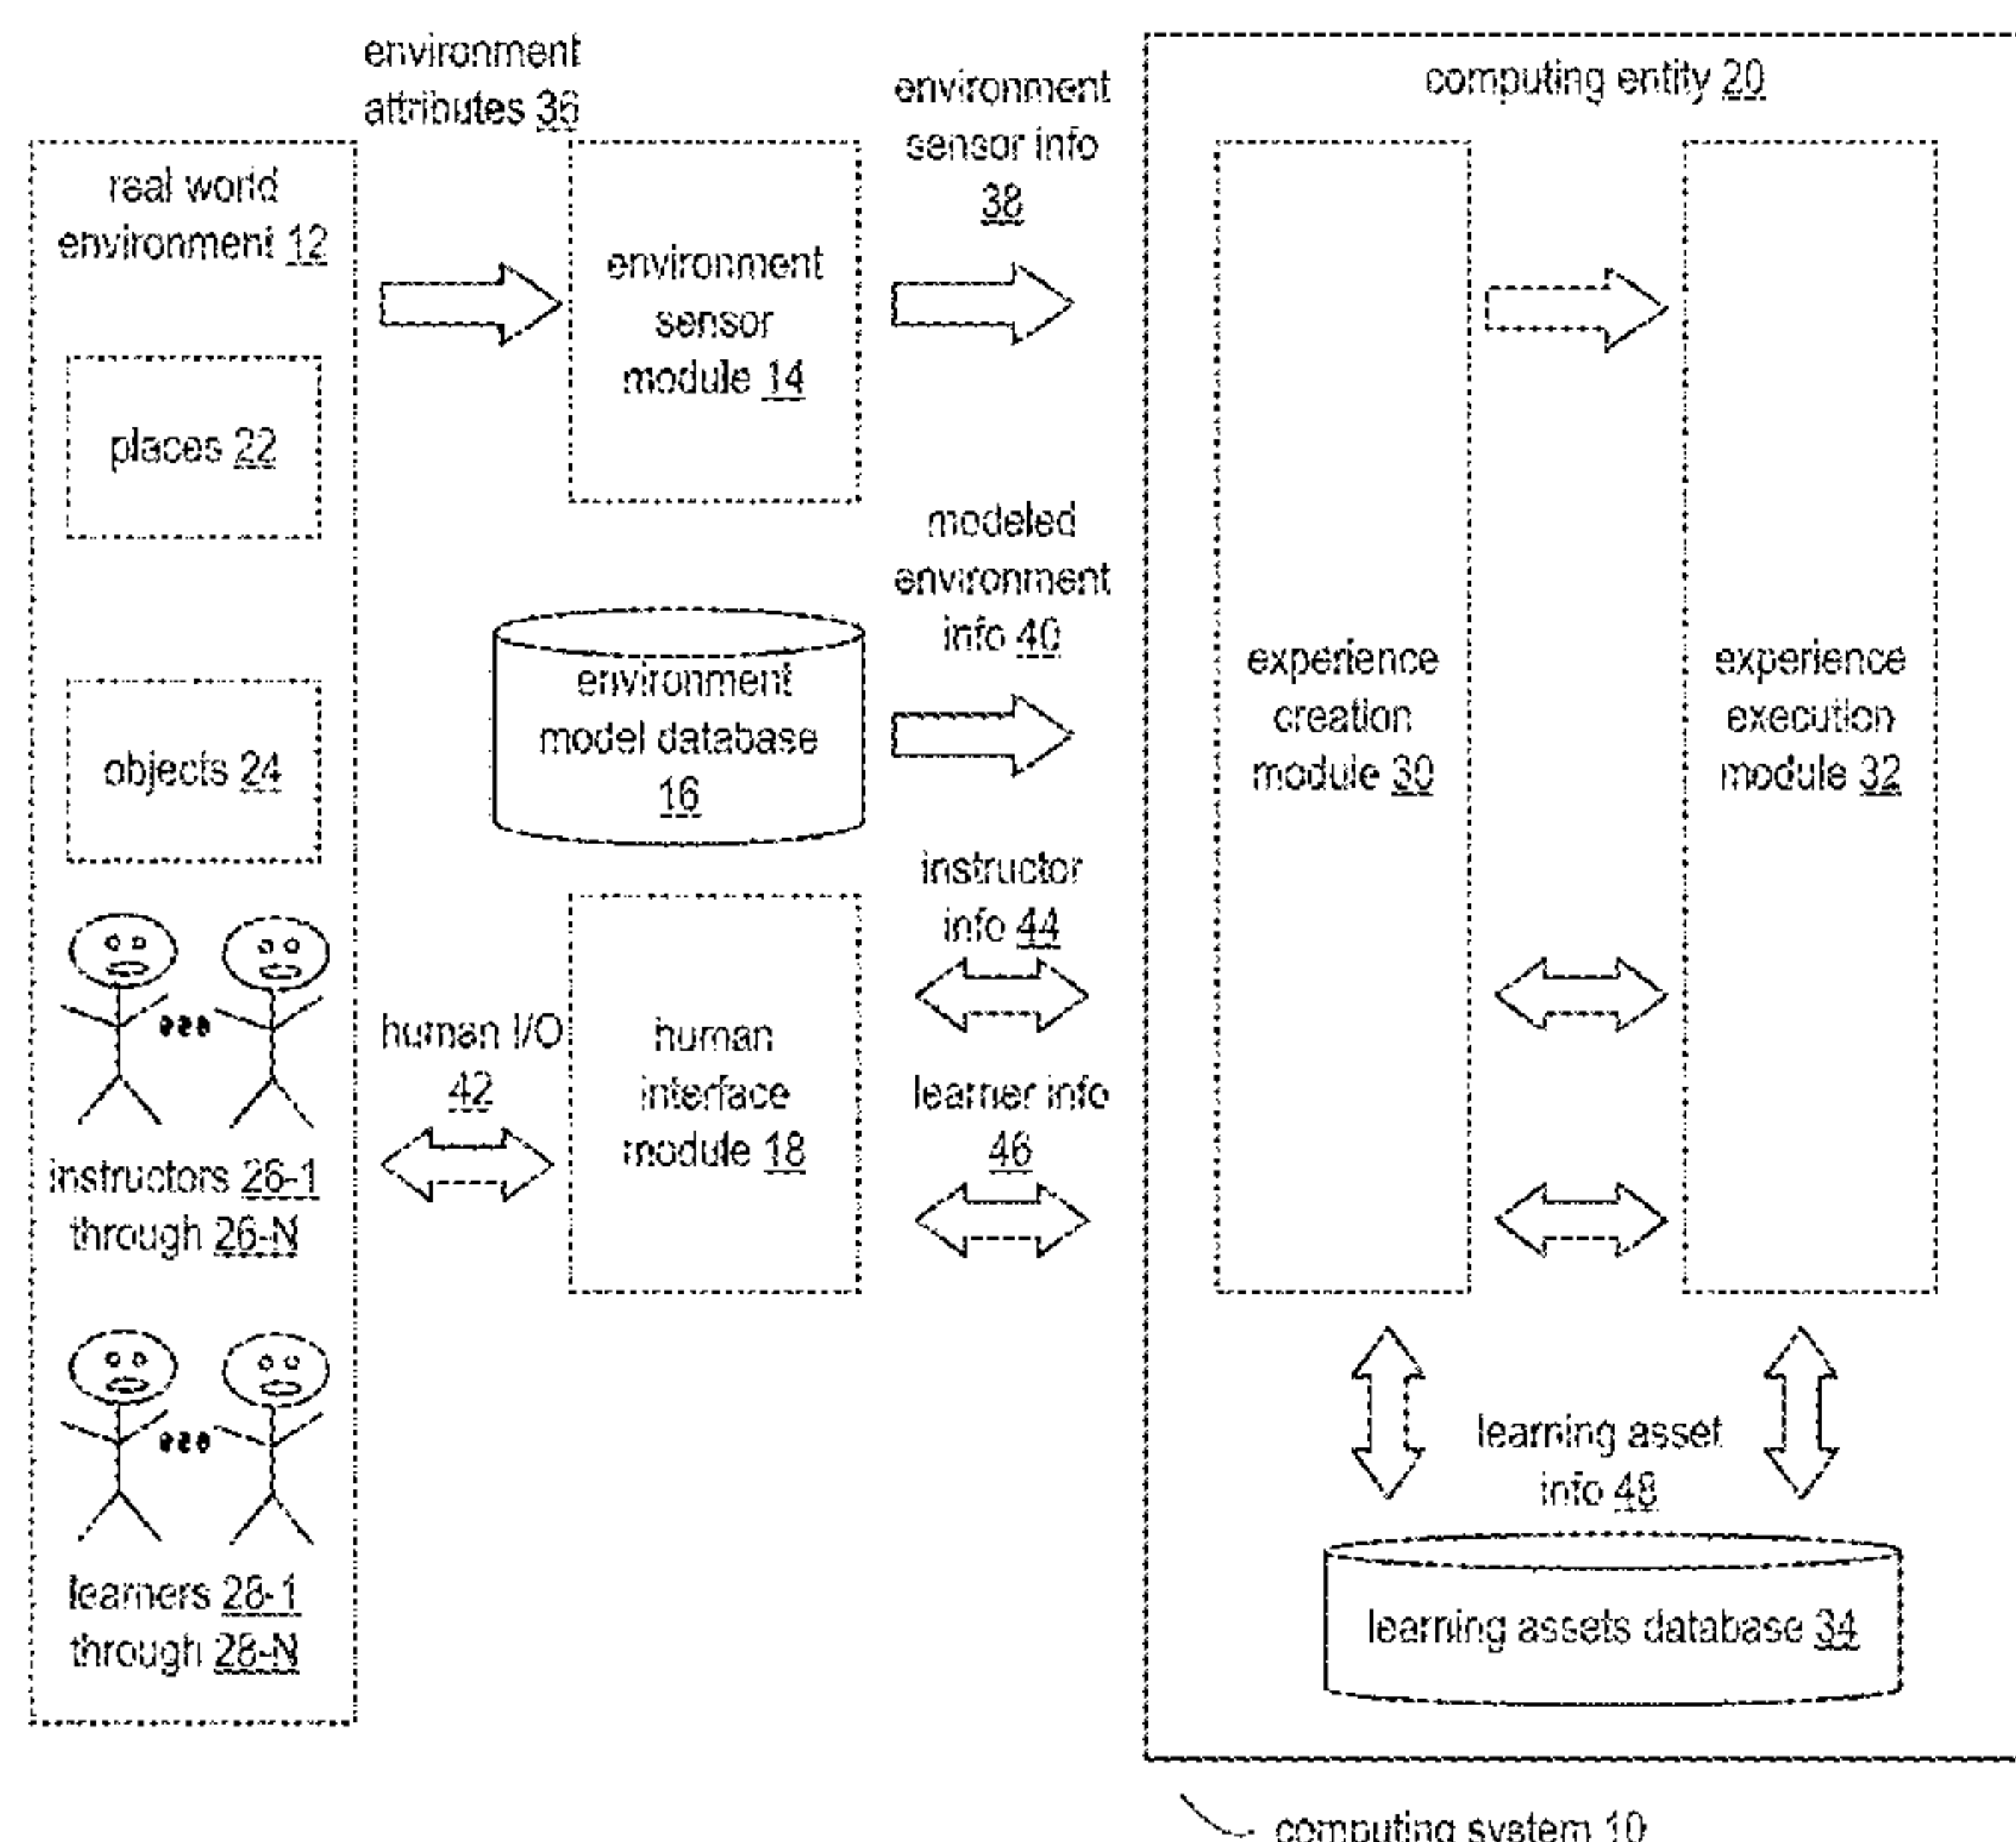 environment
attributes 36
environment
sensor info
38
computing entity 20
real world
environment 12
environment
sensor
module 14
places 22
modeled
environment
info 40
environment
model database
16
experience
creation
module 30
experience
execution
module 32
objects 24
instructor
info 44
human I/O
42
human
interface
module 18
learner info
46
instructors 26-1
through 26-N
learning asset
info 48
learners 28-1
through 28-N
learning assets database 34
computing system 10